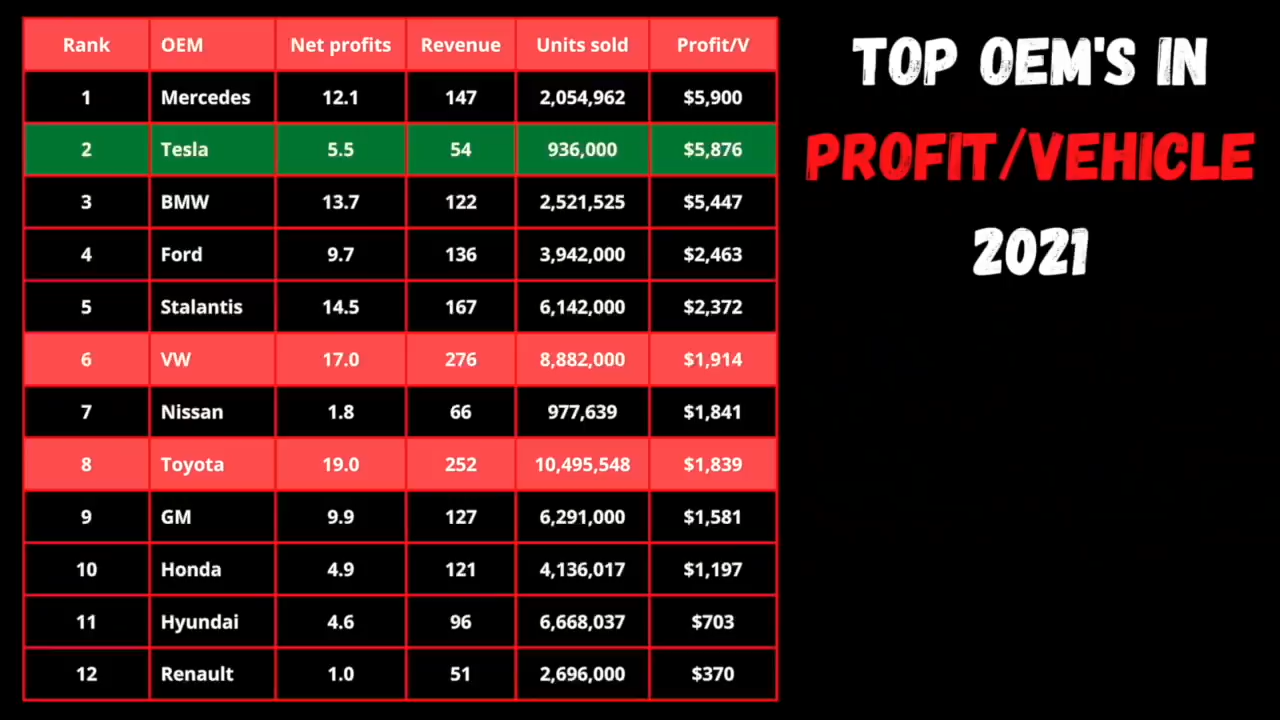 Rank OEM Net profits Revenue Units sold Profit/V
1 Mercedes 12.1 147 2,054,962 $5,900
2 Tesla 5.5 54 936,000 $5,876
3 BMW 13.7 122 2,521,525 $5,447
4 Ford 9.7 136 3,942,000 $2,463
5 Stalantis 14.5 167 6,142,000 $2,372
6 VW 17.0 276 8,882,000 $1,914
7 Nissan 1.8 66 977,639 $1,841
8 Toyota 19.0 252 10,495,548 $1,839
9 GM 9.9 127 6,291,000 $1,581
10 Honda 4.9 121 4,136,017 $1,197
11 Hyundai 4.6 96 6,668,037 $703
12 Renault 1.0 51 2,696,000 $370
TOP OEM'S IN
PROFIT/VEHICLE
2021